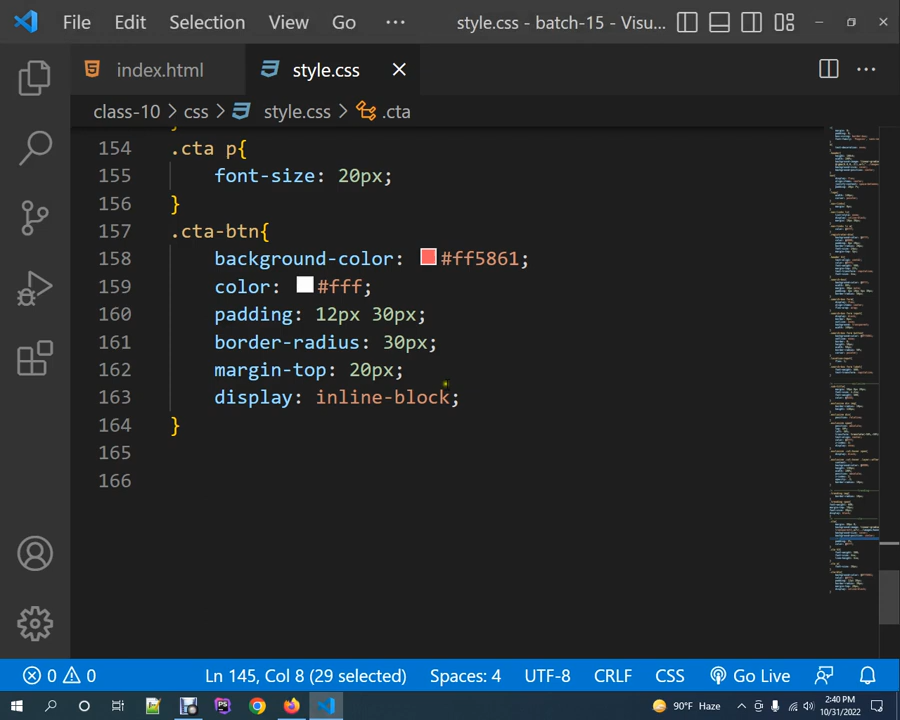 File Edit Selection View Go ··· style.css - batch-15 - Visu...
index.html style.css
class-10 > css > style.css > .cta
154 .cta p{
155 font-size: 20px;
156 }
157 .cta-btn{
158 background-color: #ff5861;
159 color: #fff;
160 padding: 12px 30px;
161 border-radius: 30px;
162 margin-top: 20px;
163 display: inline-block;
164 }
165
166
0 0 Ln 145, Col 8 (29 selected) Spaces: 4 UTF-8 CRLF CSS Go Live
90°F Haze 2:40 PM
10/31/2022